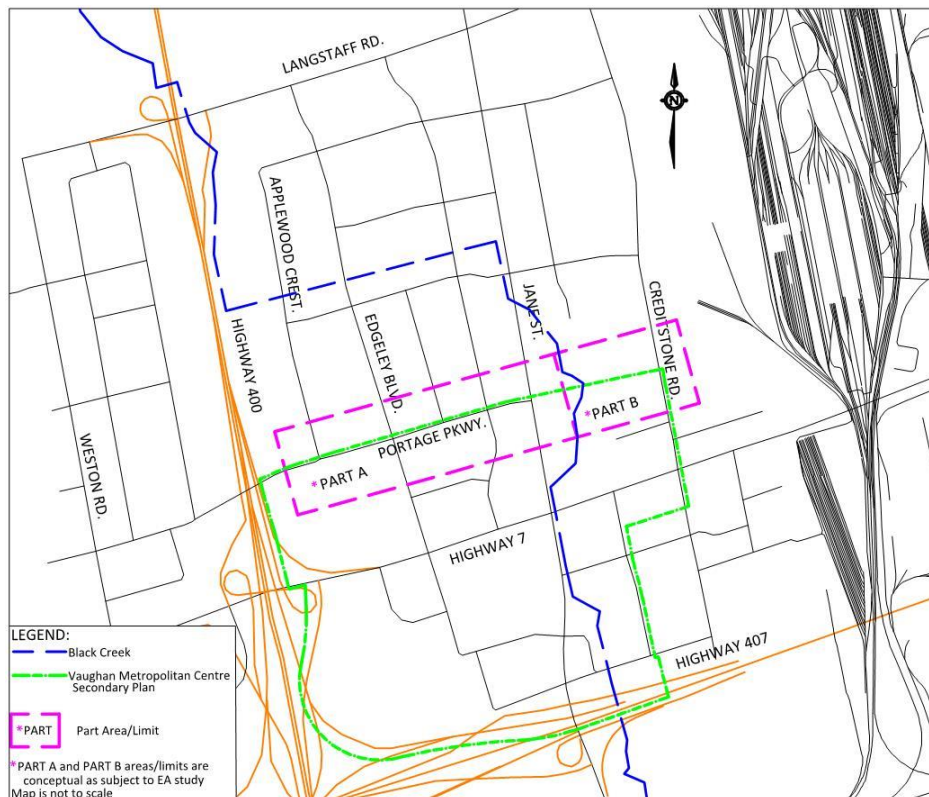 LANGSTAFF RD.
N
APPLEWOOD CREST.
HIGHWAY 400
EDGELEY BLVD.
JANE ST.
CREDITSTONE RD.
WESTON RD.
PORTAGE PKWY.
*PART A
*PART B
HIGHWAY 7
HIGHWAY 407
LEGEND:
Black Creek
Vaughan Metropolitan Centre
Secondary Plan
*PART
Part Area/Limit
*PART A and PART B areas/limits are
conceptual as subject to EA study
Map is not to scale